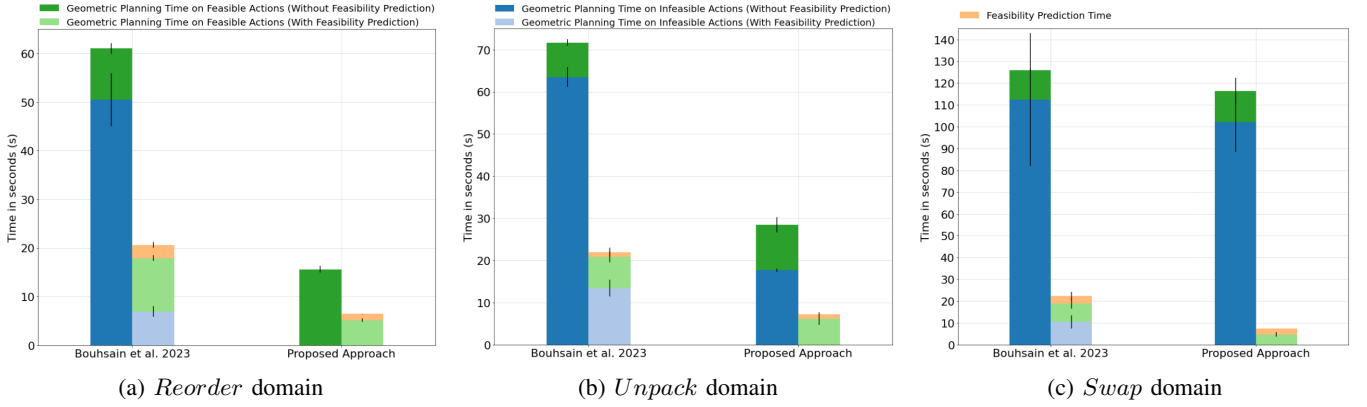 Geometric Planning Time on Feasible Actions (Without Feasibility Prediction)
Geometric Planning Time on Feasible Actions (With Feasibility Prediction)
Geometric Planning Time on Infeasible Actions (Without Feasibility Prediction)
Geometric Planning Time on Infeasible Actions (With Feasibility Prediction)
Feasibility Prediction Time
Time in seconds (s)
60
50
40
30
20
10
0
Bouhsain et al. 2023 Proposed Approach
(a) Reorder domain
Time in seconds (s)
70
60
50
40
30
20
10
0
Bouhsain et al. 2023 Proposed Approach
(b) Unpack domain
Time in seconds (s)
140
130
120
110
100
90
80
70
60
50
40
30
20
10
0
Bouhsain et al. 2023 Proposed Approach
(c) Swap domain